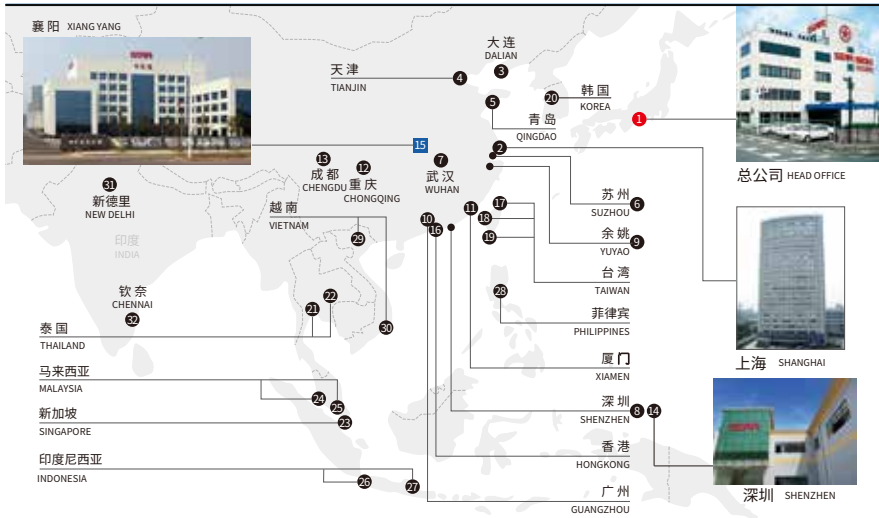 襄阳 XIANG YANG
大连
DALIAN
天津
TIANJIN
4
3
5
20
韩国
KOREA
青岛
QINGDAO
1
总公司 HEAD OFFICE
15
2
13
成都
CHENGDU
12
重庆
CHONGQING
7
武汉
WUHAN
31
新德里
NEW DELHI
印度
INDIA
越南
VIETNAM
29
10
16
11
17
18
19
苏州
SUZHOU
6
余姚
YUYAO
9
台湾
TAIWAN
钦奈
CHENNAI
32
22
21
30
28
菲律宾
PHILIPPINES
泰国
THAILAND
上海 SHANGHAI
厦门
XIAMEN
马来西亚
MALAYSIA
24
25
深圳
SHENZHEN
8
14
新加坡
SINGAPORE
23
香港
HONGKONG
印度尼西亚
INDONESIA
26
27
广州
GUANGZHOU
深圳 SHENZHEN